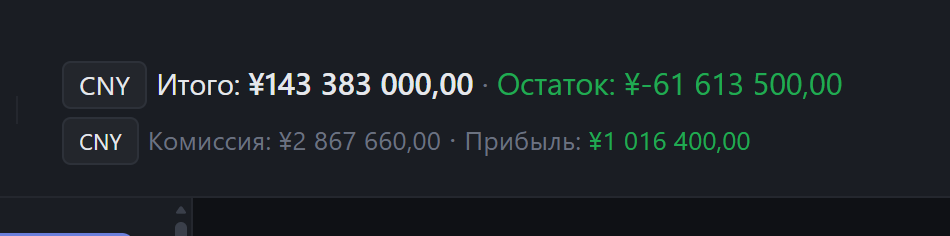 CNY Итого: ¥143 383 000,00 · Остаток: ¥-61 613 500,00
CNY Комиссия: ¥2 867 660,00 · Прибыль: ¥1 016 400,00